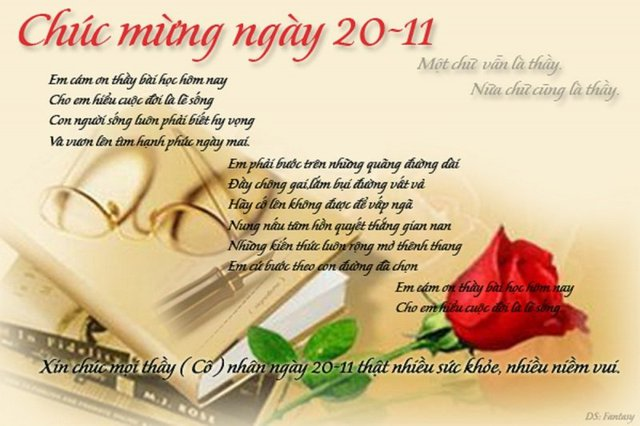 Chúc mừng ngày 20-11
Một chữ vẫn là thầy.
Nửa chữ cũng là thầy.
Em cám ơn thầy bài học hôm nay
Cho em hiểu cuộc đời là lẽ sống
Con người sống luôn phải biết hy vọng
Và vươn lên tìm hạnh phúc ngày mai.
Em phải bước trên những quãng đường dài
Đầy chông gai,lấm bụi đường vất vả
Hãy cố lên không được để vấp ngã
Nung nấu tâm hồn quyết thắng gian nan
Những kiến thức luôn rộng mở thênh thang
Em cứ bước theo con đường đã chọn
Em cám ơn thầy bài học hôm nay
Cho em hiểu cuộc đời là lẽ sống
Xin chúc mọi thầy ( Cô ) nhân ngày 20-11 thật nhiều sức khỏe, nhiều niềm vui.
M.J. ROSE
DS: Fantasy